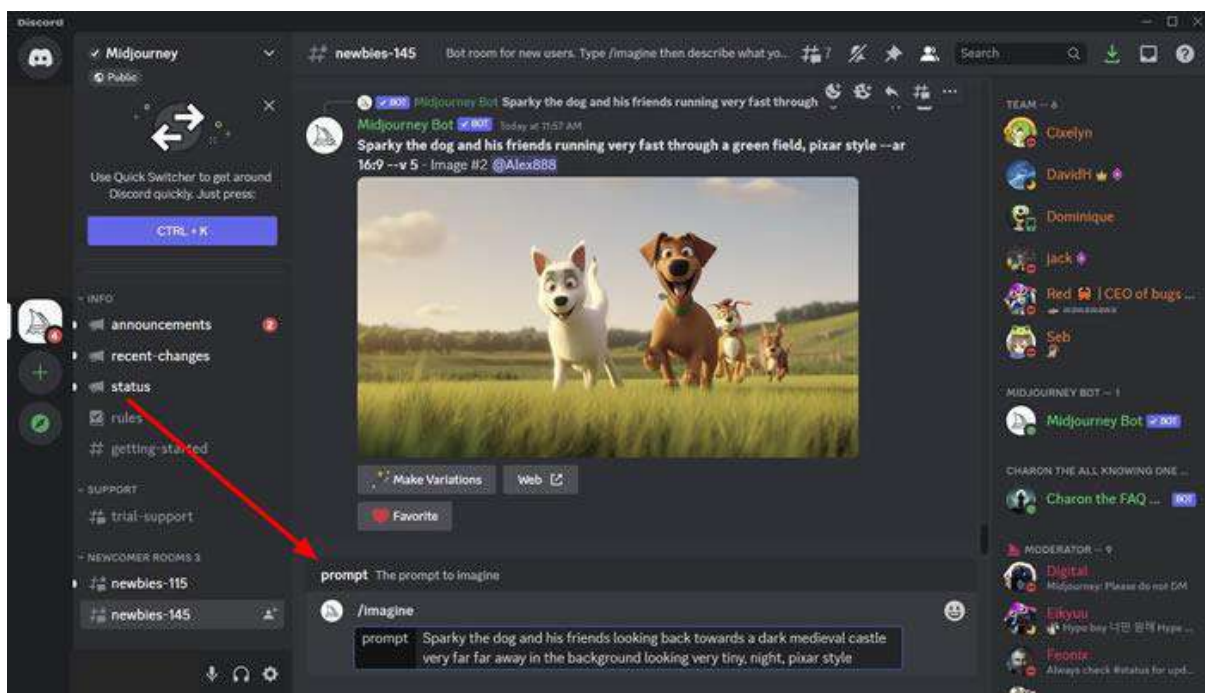 Discord
Midjourney
Public
Use Quick Switcher to get around
Discord quickly. Just press:
CTRL + K
INFO
announcements 2
recent-changes
status
rules
getting-started
SUPPORT
trial-support
NEWCOMER ROOMS 3
newbies-115
newbies-145
4
newbies-145 Bot room for new users. Type /imagine then describe what yo... 7 Search
BOT Midjourney Bot Sparky the dog and his friends running very fast through
Midjourney Bot BOT Today at 11:57 AM
Sparky the dog and his friends running very fast through a green field, pixar style --ar
16:9 --v 5 - Image #2 @Alex888
Make Variations Web
Favorite
prompt The prompt to imagine
/imagine
prompt Sparky the dog and his friends looking back towards a dark medieval castle
very far far away in the background looking very tiny, night, pixar style
TEAM — 6
DavidH
Dominique
jack
Red | CEO of bugs ...
Seb
MIDJOURNEY BOT — 1
Midjourney Bot BOT
CHARON THE ALL KNOWING ONE ...
Charon the FAQ ... BOT
MODERATOR — 9
Digital
Midjourney: Please do not DM
Eikyuu
Feonix
Always check #status for upd...